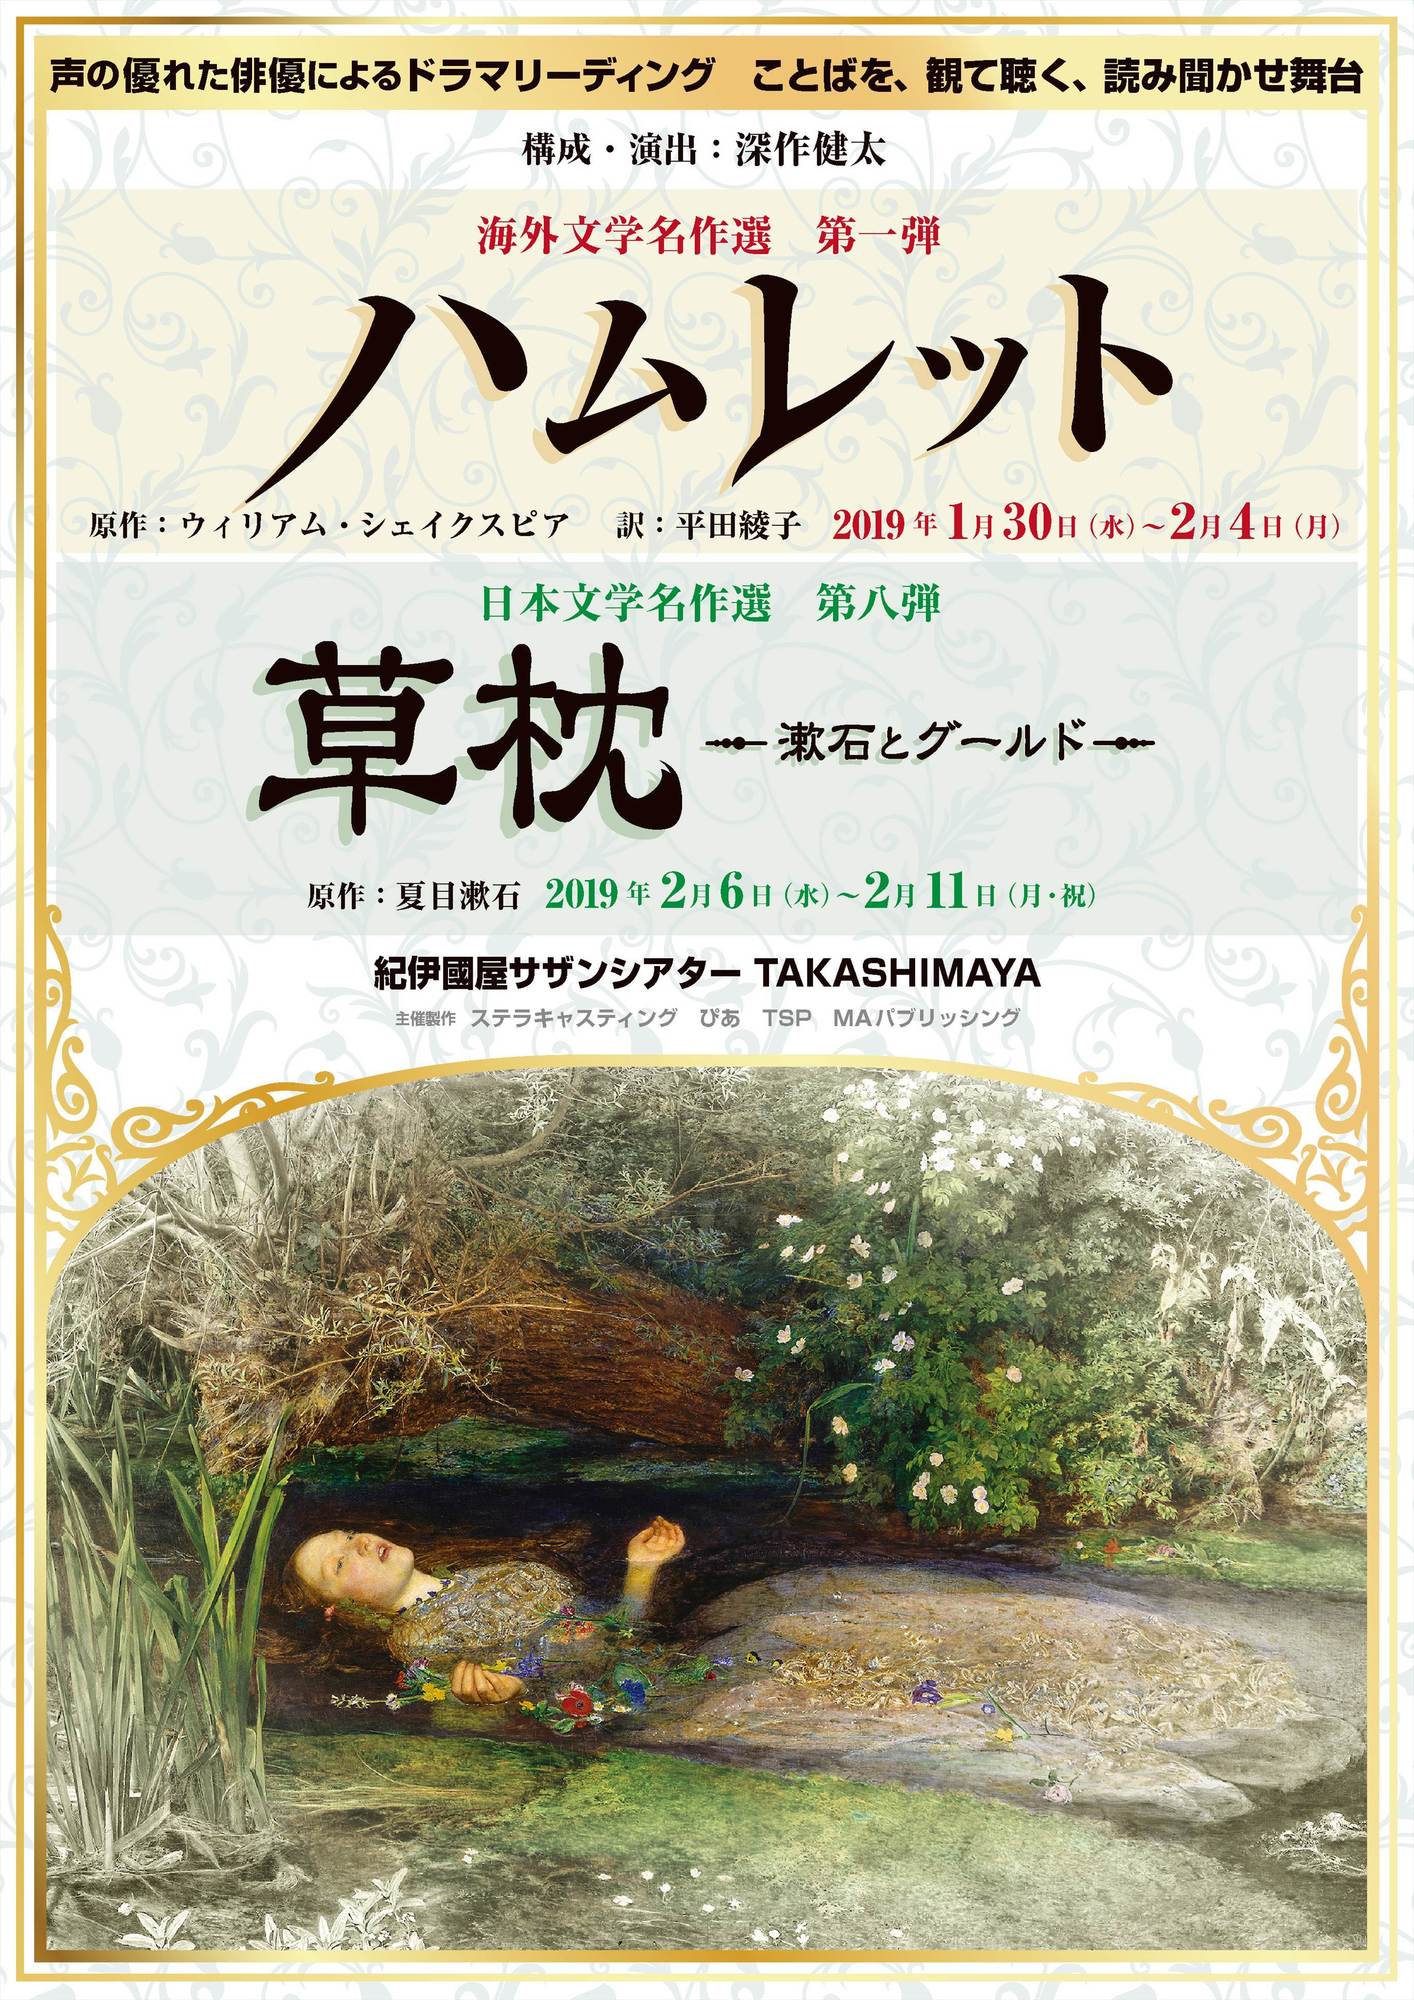 声の優れた俳優によるドラマリーディング　ことばを、観て聴く、読み聞かせ舞台
構成・演出：深作健太
海外文学名作選　第一弾
ハムレット
原作：ウィリアム・シェイクスピア　訳：平田綾子　2019年1月30日（水）～2月4日（月）
日本文学名作選　第八弾
草枕 漱石とグールド
原作：夏目漱石　2019年2月6日（水）～2月11日（月・祝）
紀伊國屋サザンシアター TAKASHIMAYA
主催製作　ステラキャスティング　ぴあ　TSP　MAパブリッシング